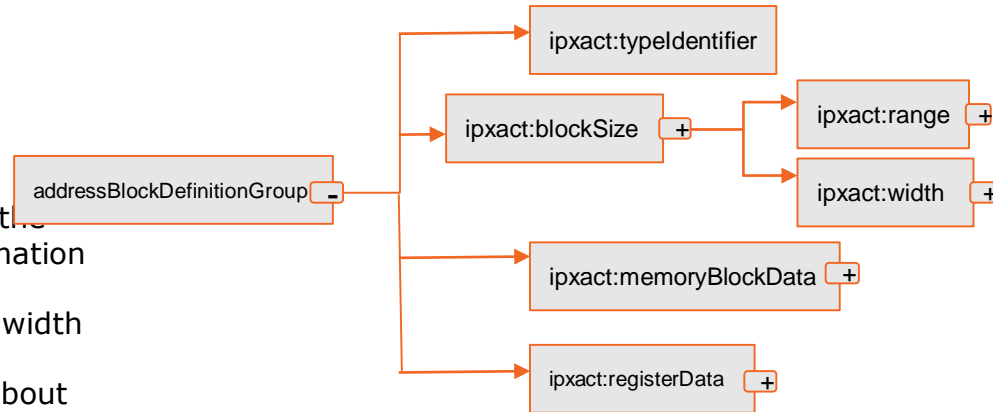 ipxact:typeIdentifier
ipxact:blockSize +
ipxact:range +
ipxact:width +
addressBlockDefinitionGroup -
the
nation
width
bout
ipxact:memoryBlockData +
ipxact:registerData +